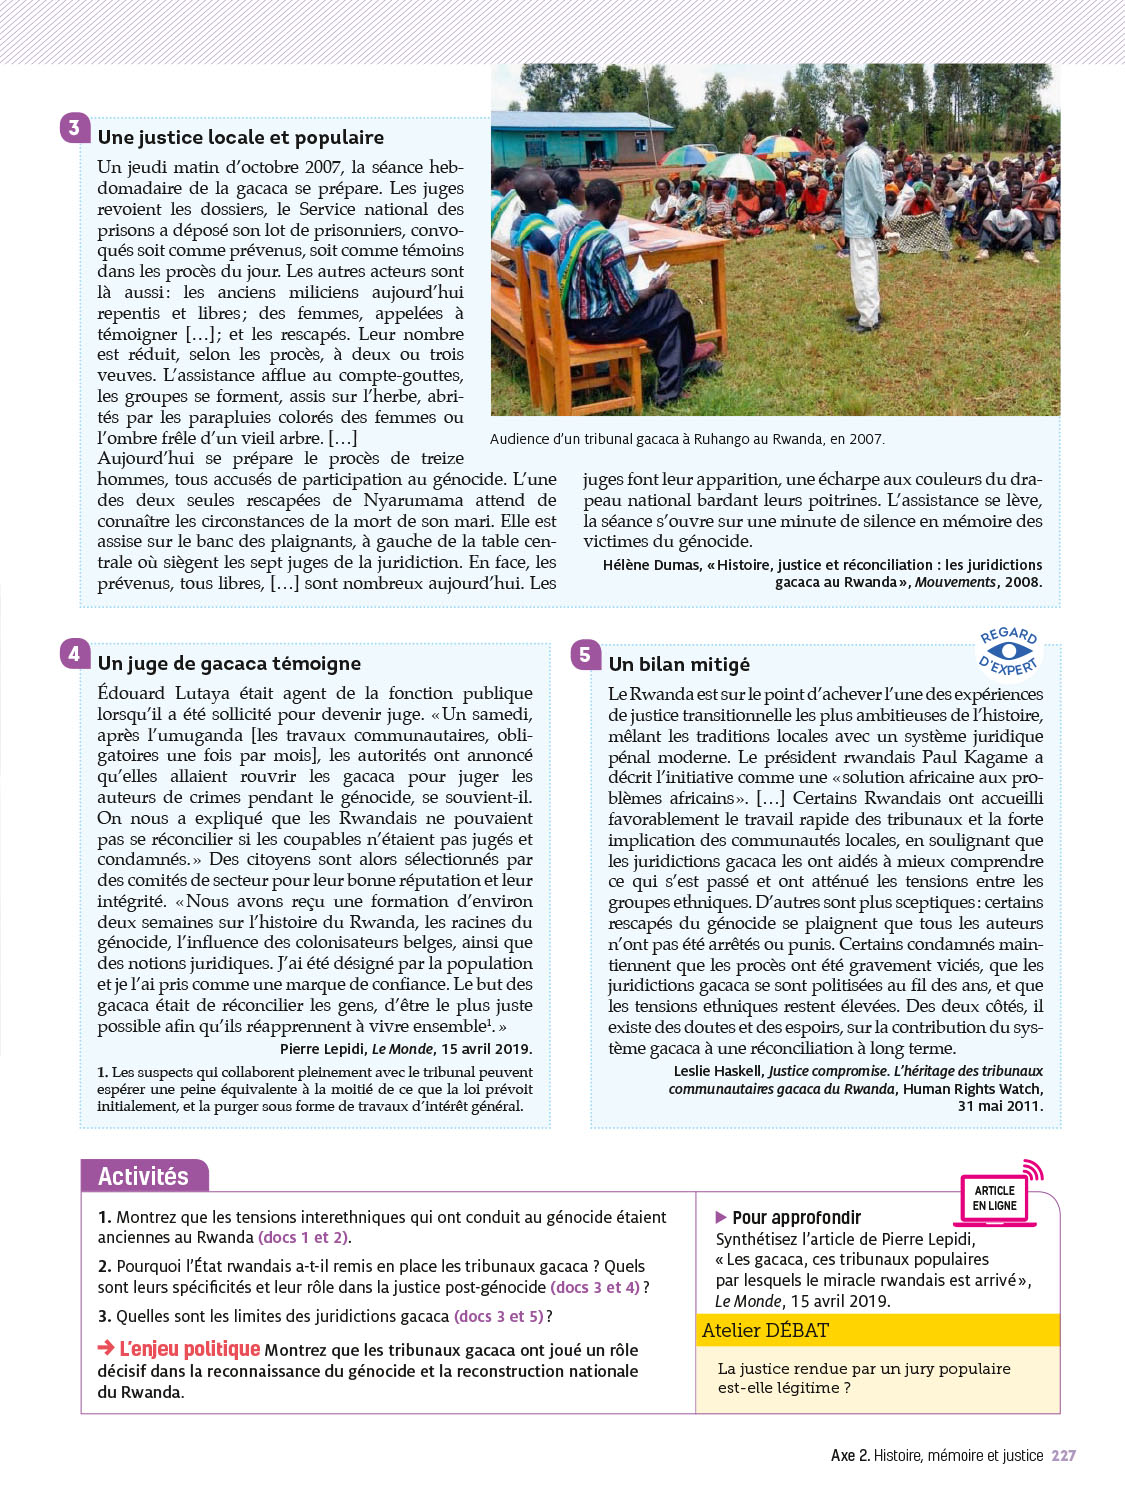 3
Une justice locale et populaire
Un jeudi matin d’octobre 2007, la séance heb-
domadaire de la gacaca se prépare. Les juges
revoient les dossiers, le Service national des
prisons a déposé son lot de prisonniers, convo-
qués soit comme prévenus, soit comme témoins
dans les procès du jour. Les autres acteurs sont
là aussi : les anciens miliciens aujourd’hui
repentis et libres ; des femmes, appelées à
témoigner […] ; et les rescapés. Leur nombre
est réduit, selon les procès, à deux ou trois
veuves. L’assistance afflue au compte-gouttes,
les groupes se forment, assis sur l’herbe, abri-
tés par les parapluies colorés des femmes ou
l’ombre frêle d’un vieil arbre. […]
Aujourd’hui se prépare le procès de treize
hommes, tous accusés de participation au génocide. L’une
des deux seules rescapées de Nyarumama attend de
connaître les circonstances de la mort de son mari. Elle est
assise sur le banc des plaignants, à gauche de la table cen-
trale où siègent les sept juges de la juridiction. En face, les
prévenus, tous libres, […] sont nombreux aujourd’hui. Les
Audience d’un tribunal gacaca à Ruhango au Rwanda, en 2007.
juges font leur apparition, une écharpe aux couleurs du dra-
peau national bardant leurs poitrines. L’assistance se lève,
la séance s’ouvre sur une minute de silence en mémoire des
victimes du génocide.
Hélène Dumas, « Histoire, justice et réconciliation : les juridictions
gacaca au Rwanda », Mouvements, 2008.
4
Un juge de gacaca témoigne
Édouard Lutaya était agent de la fonction publique
lorsqu’il a été sollicité pour devenir juge. « Un samedi,
après l’umuganda [les travaux communautaires, obli-
gatoires une fois par mois], les autorités ont annoncé
qu’elles allaient rouvrir les gacaca pour juger les
auteurs de crimes pendant le génocide, se souvient-il.
On nous a expliqué que les Rwandais ne pouvaient
pas se réconcilier si les coupables n’étaient pas jugés et
condamnés. » Des citoyens sont alors sélectionnés par
des comités de secteur pour leur bonne réputation et leur
intégrité. « Nous avons reçu une formation d’environ
deux semaines sur l’histoire du Rwanda, les racines du
génocide, l’influence des colonisateurs belges, ainsi que
des notions juridiques. J’ai été désigné par la population
et je l’ai pris comme une marque de confiance. Le but des
gacaca était de réconcilier les gens, d’être le plus juste
possible afin qu’ils réapprennent à vivre ensemble¹. »
Pierre Lepidi, Le Monde, 15 avril 2019.
1. Les suspects qui collaborent pleinement avec le tribunal peuvent
espérer une peine équivalente à la moitié de ce que la loi prévoit
initialement, et la purger sous forme de travaux d’intérêt général.
5
Un bilan mitigé
REGARD
D’EXPERT
Le Rwanda est sur le point d’achever l’une des expériences
de justice transitionnelle les plus ambitieuses de l’histoire,
mêlant les traditions locales avec un système juridique
pénal moderne. Le président rwandais Paul Kagame a
décrit l’initiative comme une « solution africaine aux pro-
blèmes africains ». […] Certains Rwandais ont accueilli
favorablement le travail rapide des tribunaux et la forte
implication des communautés locales, en soulignant que
les juridictions gacaca les ont aidés à mieux comprendre
ce qui s’est passé et ont atténué les tensions entre les
groupes ethniques. D’autres sont plus sceptiques : certains
rescapés du génocide se plaignent que tous les auteurs
n’ont pas été arrêtés ou punis. Certains condamnés main-
tiennent que les procès ont été gravement viciés, que les
juridictions gacaca se sont politisées au fil des ans, et que
les tensions ethniques restent élevées. Des deux côtés, il
existe des doutes et des espoirs, sur la contribution du sys-
tème gacaca à une réconciliation à long terme.
Leslie Haskell, Justice compromise. L’héritage des tribunaux
communautaires gacaca du Rwanda, Human Rights Watch,
31 mai 2011.
Activités
1. Montrez que les tensions interethniques qui ont conduit au génocide étaient
anciennes au Rwanda (docs 1 et 2).
2. Pourquoi l’État rwandais a-t-il remis en place les tribunaux gacaca ? Quels
sont leurs spécificités et leur rôle dans la justice post-génocide (docs 3 et 4) ?
3. Quelles sont les limites des juridictions gacaca (docs 3 et 5) ?
L’enjeu politique Montrez que les tribunaux gacaca ont joué un rôle
décisif dans la reconnaissance du génocide et la reconstruction nationale
du Rwanda.
ARTICLE
EN LIGNE
Pour approfondir
Synthétisez l’article de Pierre Lepidi,
« Les gacaca, ces tribunaux populaires
par lesquels le miracle rwandais est arrivé »,
Le Monde, 15 avril 2019.
Atelier DÉBAT
La justice rendue par un jury populaire
est-elle légitime ?
Axe 2. Histoire, mémoire et justice 227